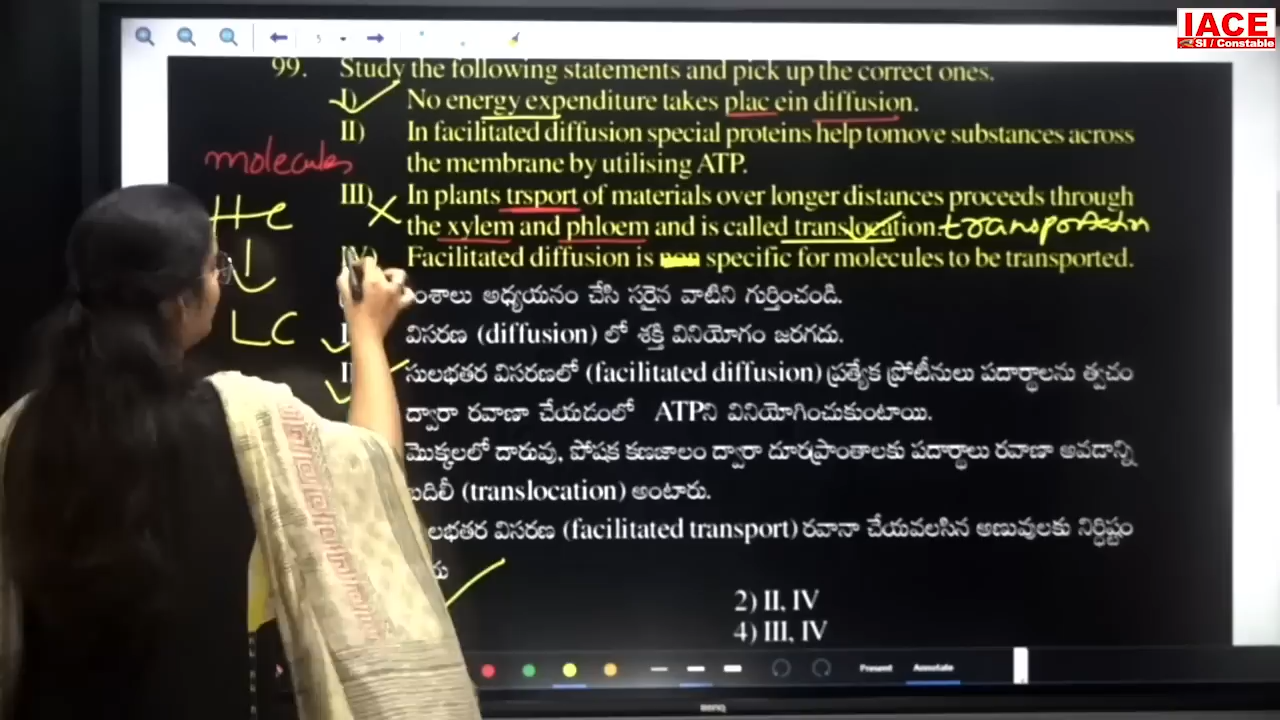 IACE
SI / Constable
99. Study the following statements and pick up the correct ones.
I) No energy expenditure takes plac ein diffusion.
II) In facilitated diffusion special proteins help tomove substances across
the membrane by utilising ATP.
molecules
III) In plants trsport of materials over longer distances proceeds through
the xylem and phloem and is called translocation.
HC
LC
IV) Facilitated diffusion is non specific for molecules to be transported.
అధ్యయనం చేసి సరైన వాటిని గుర్తించండి.
విసరణ (diffusion) లో శక్తి వినియోగం జరగదు.
సులభతర విసరణలో (facilitated diffusion) ప్రత్యేక ప్రోటీనులు పదార్థాలను త్వచం
ద్వారా రవాణా చేయడంలో ATPని వినియోగించుకుంటాయి.
మొక్కలలో దారువు, పోషక కణజాలం ద్వారా దూరప్రాంతాలకు పదార్థాలు రవాణా అవడాన్ని
(translocation) అంటారు.
విసరణ (facilitated transport) రవానా చేయవలసిన అణువులకు నిర్ధిష్టం
2) II, IV
4) III, IV
Present Annotate
BENQ